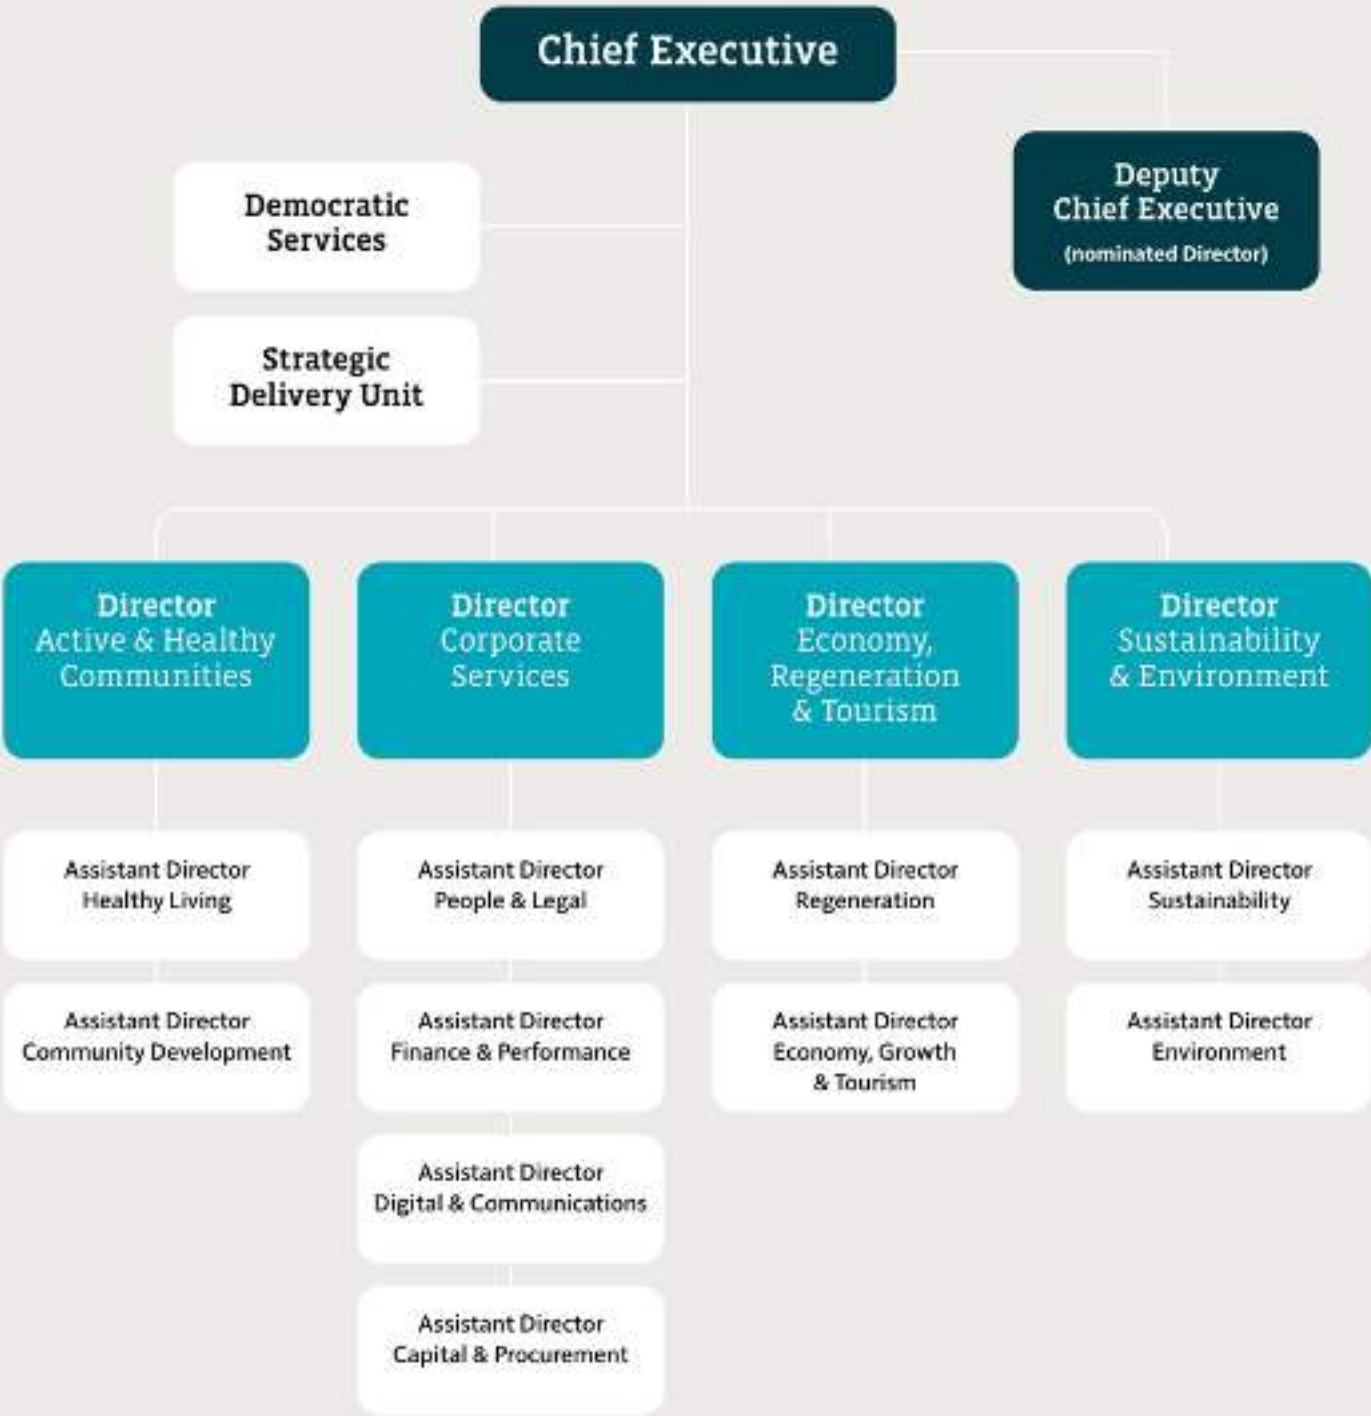 Chief Executive
Deputy
Chief Executive
(nominated Director)
Democratic
Services
Strategic
Delivery Unit
Director
Active & Healthy
Communities
Director
Corporate
Services
Director
Economy,
Regeneration
& Tourism
Director
Sustainability
& Environment
Assistant Director
Healthy Living
Assistant Director
Community Development
Assistant Director
People & Legal
Assistant Director
Finance & Performance
Assistant Director
Digital & Communications
Assistant Director
Capital & Procurement
Assistant Director
Regeneration
Assistant Director
Economy, Growth
& Tourism
Assistant Director
Sustainability
Assistant Director
Environment